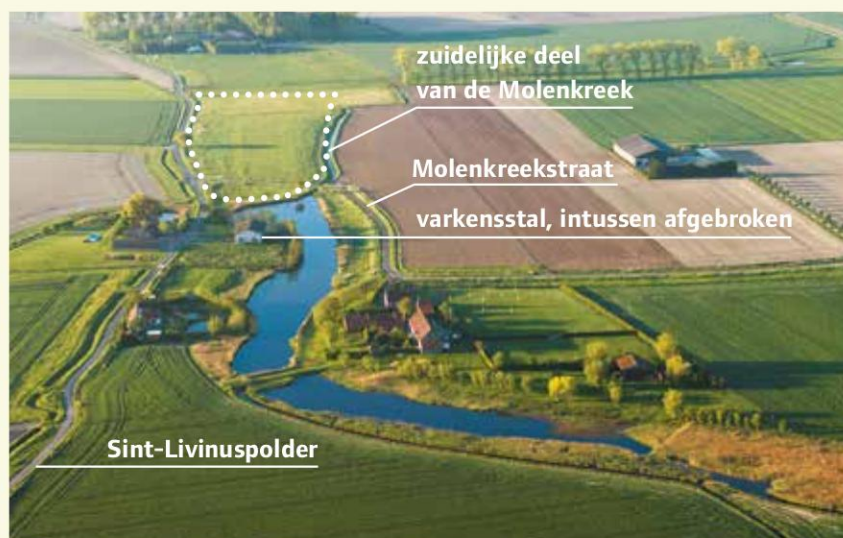 zuidelijke deel
van de Molenkreek
Molenkreekstraat
varkensstal, intussen afgebroken
Sint-Livinuspolder